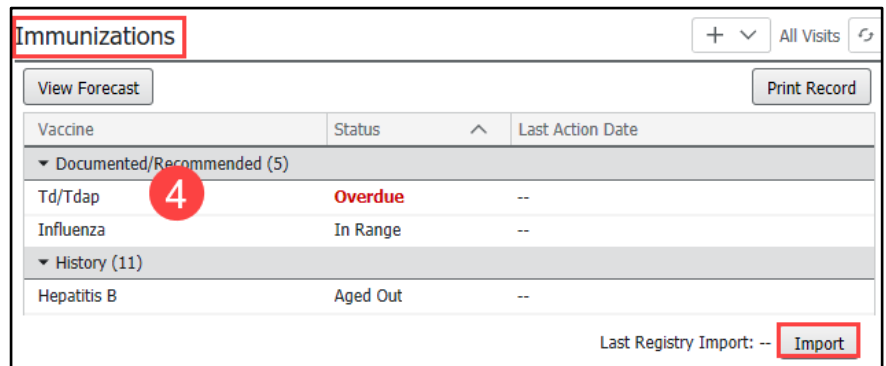 Immunizations
All Visits
View Forecast
Print Record
Vaccine Status Last Action Date
Documented/Recommended (5)
4
Td/Tdap Overdue --
Influenza In Range --
History (11)
Hepatitis B Aged Out --
Last Registry Import: -- Import